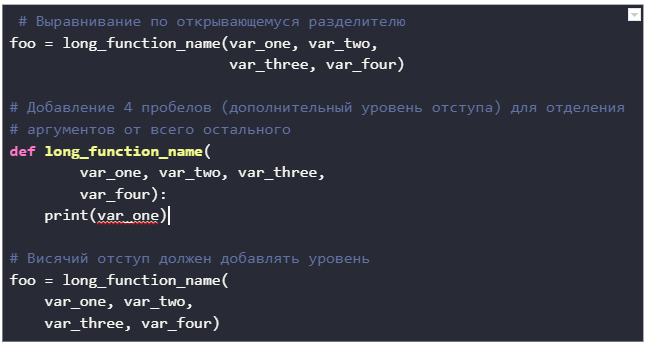 # Выравнивание по открывающемуся разделителю
foo = long_function_name(var_one, var_two,
                         var_three, var_four)

# Добавление 4 пробелов (дополнительный уровень отступа) для отделения
# аргументов от всего остального
def long_function_name(
        var_one, var_two, var_three,
        var_four):
    print(var_one)

# Висячий отступ должен добавлять уровень
foo = long_function_name(
    var_one, var_two,
    var_three, var_four)